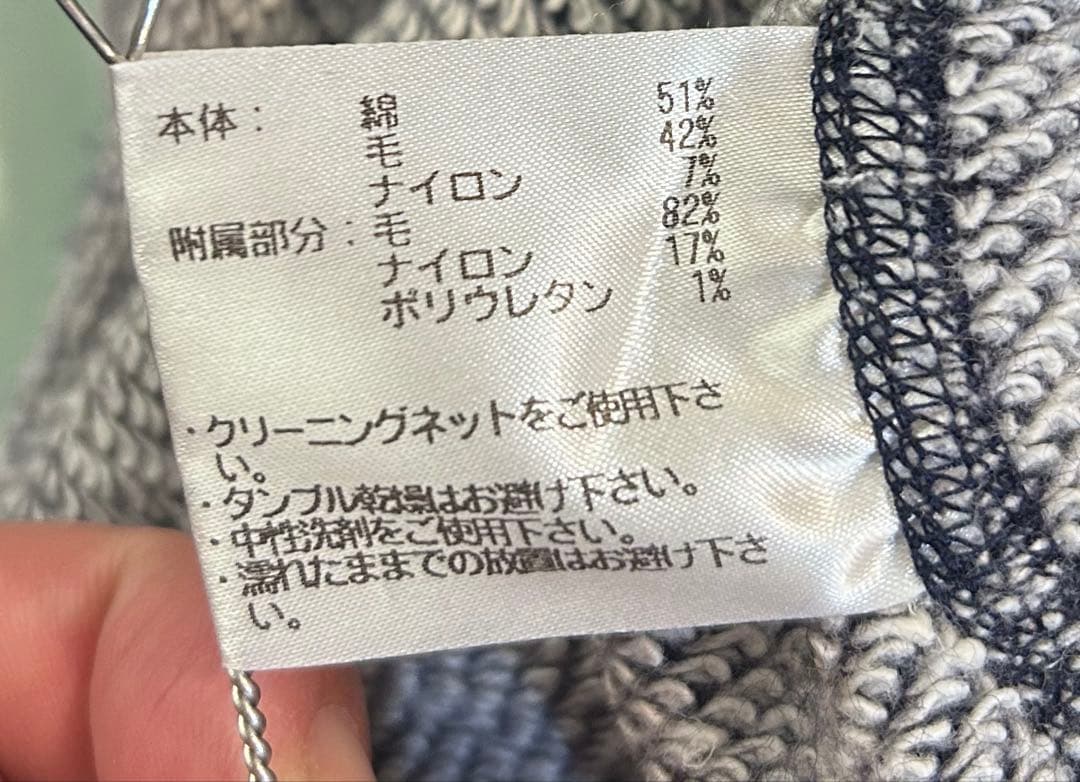 本体： 綿 51%
毛 42%
ナイロン 7%
附属部分： 毛 82%
ナイロン 17%
ポリウレタン 1%
・クリーニングネットをご使用下さ
い。
・タンブル乾燥はお避け下さい。
・中性洗剤をご使用下さい。
・濡れたままでの放置はお避け下さ
い。